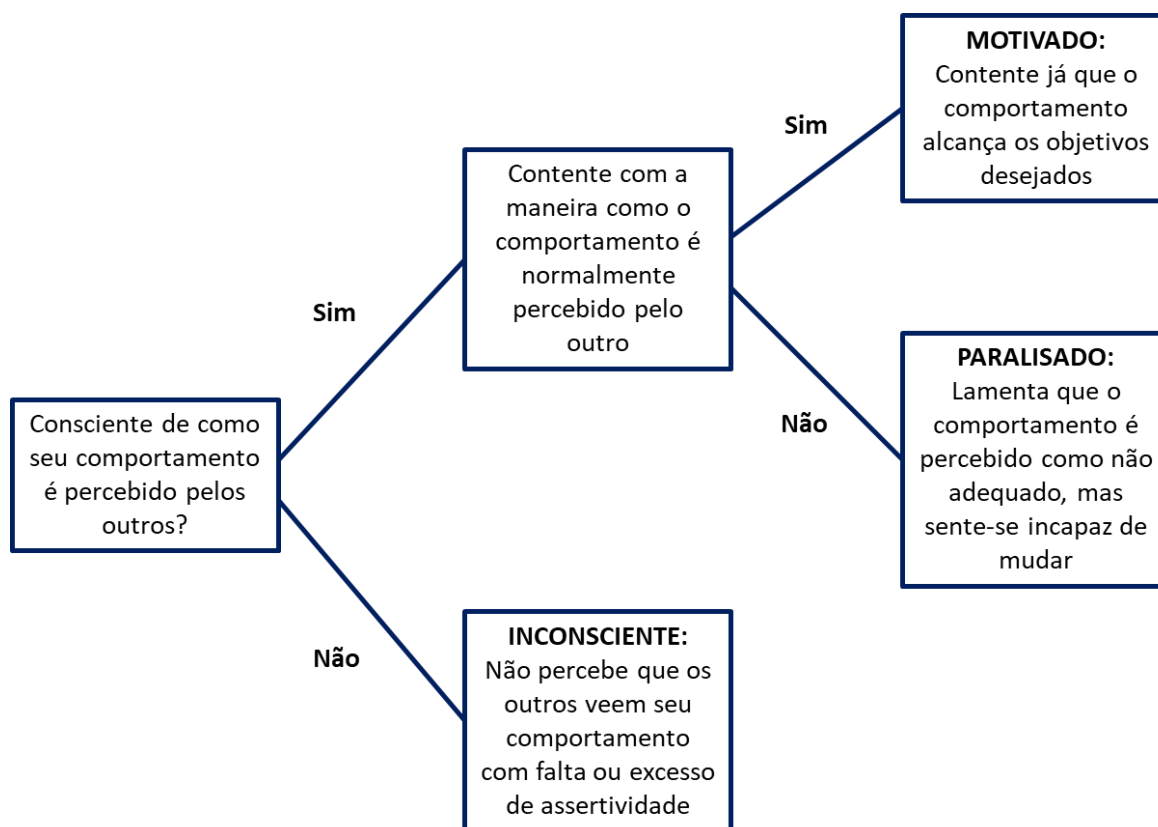 Consciente de como
seu comportamento
é percebido pelos
outros?
Sim
Não
Contente com a
maneira como o
comportamento é
normalmente
percebido pelo
outro
Sim
Não
MOTIVADO:
Contente já que o
comportamento
alcança os objetivos
desejados
PARALISADO:
Lamenta que o
comportamento é
percebido como não
adequado, mas
sente-se incapaz de
mudar
INCONSCIENTE:
Não percebe que os
outros veem seu
comportamento
com falta ou excesso
de assertividade